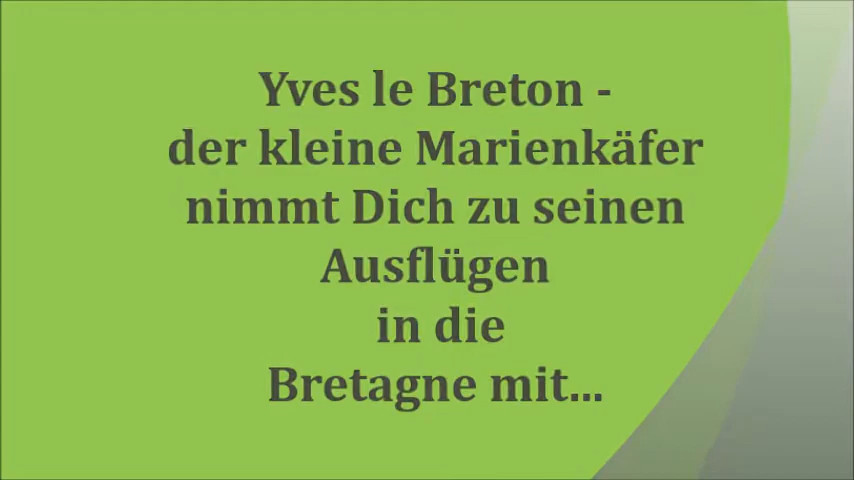 Yves le Breton -
der kleine Marienkäfer
nimmt Dich zu seinen
Ausflügen
in die
Bretagne mit...